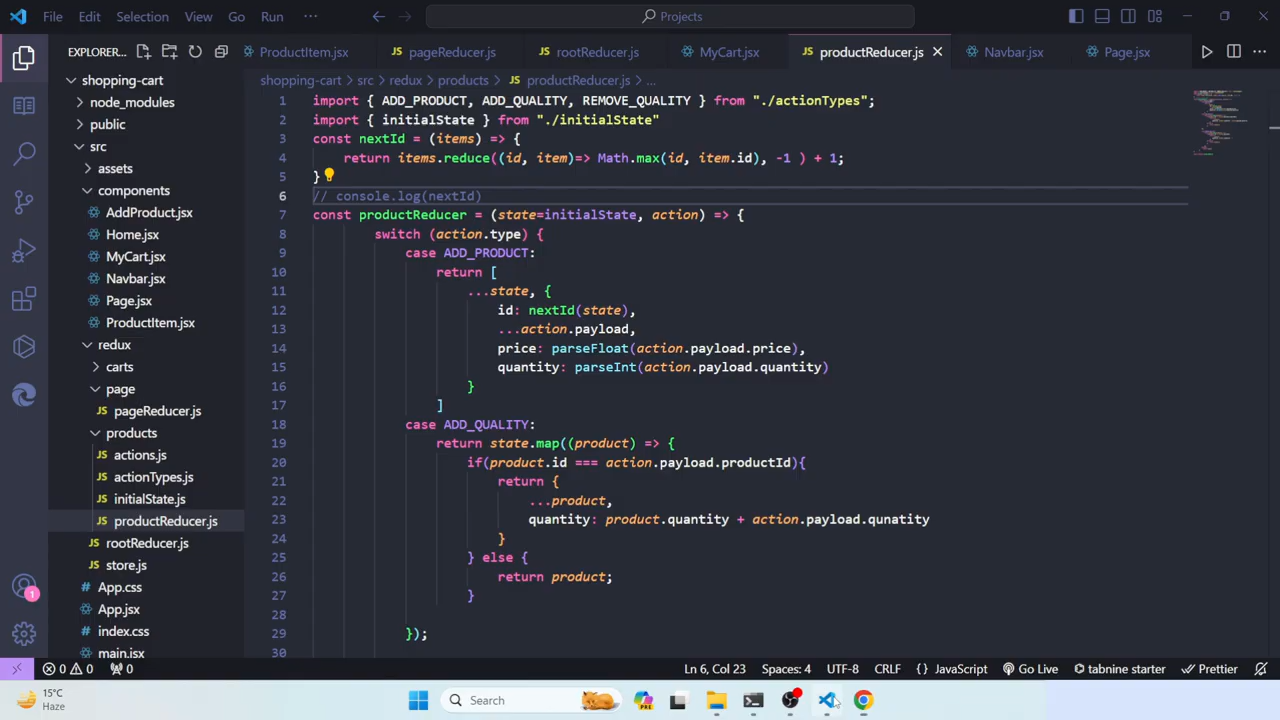 File Edit Selection View Go Run ··· Projects
EXPLORER... ProductItem.jsx pageReducer.js rootReducer.js MyCart.jsx productReducer.js Navbar.jsx Page.jsx
shopping-cart > src > redux > products > JS productReducer.js > ...
shopping-cart
node_modules
public
src
assets
components
AddProduct.jsx
Home.jsx
MyCart.jsx
Navbar.jsx
Page.jsx
ProductItem.jsx
redux
carts
page
JS pageReducer.js
products
JS actions.js
JS actionTypes.js
JS initialState.js
JS productReducer.js
JS rootReducer.js
JS store.js
# App.css
App.jsx
# index.css
main.jsx
1 import { ADD_PRODUCT, ADD_QUALITY, REMOVE_QUALITY } from "./actionTypes";
2 import { initialState } from "./initialState"
3 const nextId = (items) => {
4 return items.reduce((id, item)=> Math.max(id, item.id), -1 ) + 1;
5 }
6 // console.log(nextId)
7 const productReducer = (state=initialState, action) => {
8 switch (action.type) {
9 case ADD_PRODUCT:
10 return [
11 ...state, {
12 id: nextId(state),
13 ...action.payload,
14 price: parseFloat(action.payload.price),
15 quantity: parseInt(action.payload.quantity)
16 }
17 ]
18 case ADD_QUALITY:
19 return state.map((product) => {
20 if(product.id === action.payload.productId){
21 return {
22 ...product,
23 quantity: product.quantity + action.payload.qunatity
24 }
25 } else {
26 return product;
27 }
28
29 });
30
1
0 0 0 Ln 6, Col 23 Spaces: 4 UTF-8 CRLF {} JavaScript Go Live tabnine starter Prettier
15°C
Haze
Search
PRE